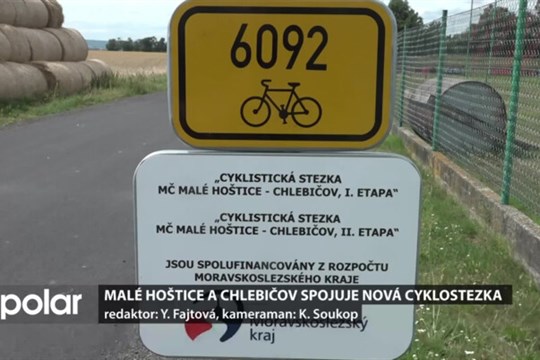 6092
„CYKLISTICKÁ STEZKA
MČ MALÉ HOŠTICE - CHLEBIČOV, I. ETAPA“
„CYKLISTICKÁ STEZKA
MČ MALÉ HOŠTICE - CHLEBIČOV, II. ETAPA“
JSOU SPOLUFINANCOVÁNY Z ROZPOČTU
MORAVSKOSLEZSKÉHO KRAJE
polar
MALÉ HOŠTICE A CHLEBIČOV SPOJUJE NOVÁ CYKLOSTEZKA
redaktor: Y. Fajtová, kameraman: K. Soukop
Moravskoslezský
kraj